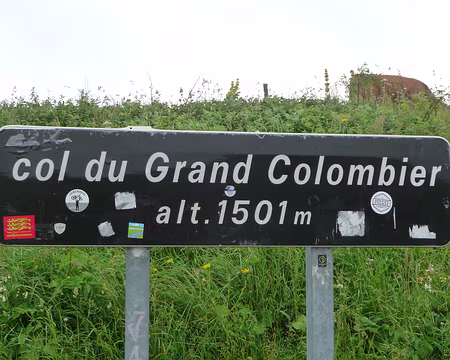 col du Grand Colombier
alt.1501m